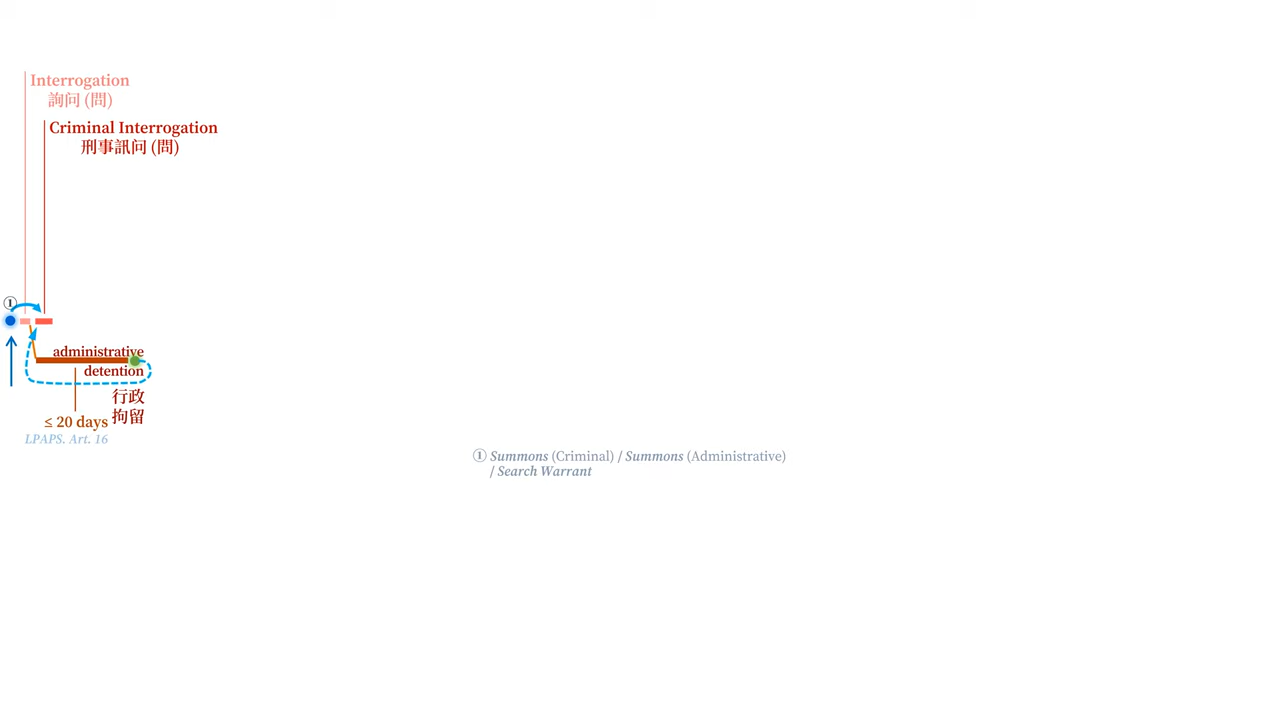 Interrogation
詢问 (問)
Criminal Interrogation
刑事訊问 (問)
①
administrative
detention
行政
拘留
≤ 20 days
LPAPS. Art. 16
① Summons (Criminal) / Summons (Administrative)
/ Search Warrant